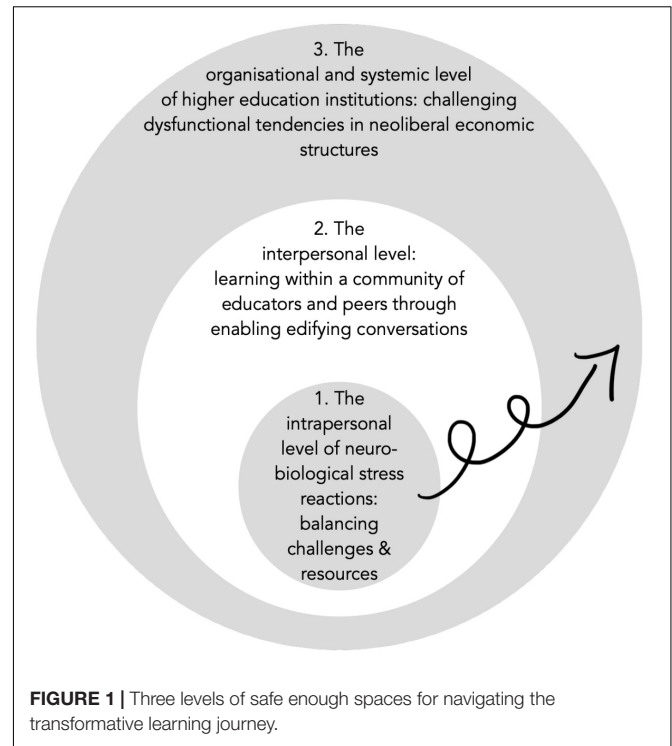 3. The
organisational and systemic level
of higher education institutions: challenging
dysfunctional tendencies in neoliberal economic
structures
2. The
interpersonal level:
learning within a community of
educators and peers through
enabling edifying conversations
1. The
intrapersonal
level of neuro-
biological stress
reactions:
balancing
challenges &
resources
FIGURE 1 | Three levels of safe enough spaces for navigating the
transformative learning journey.